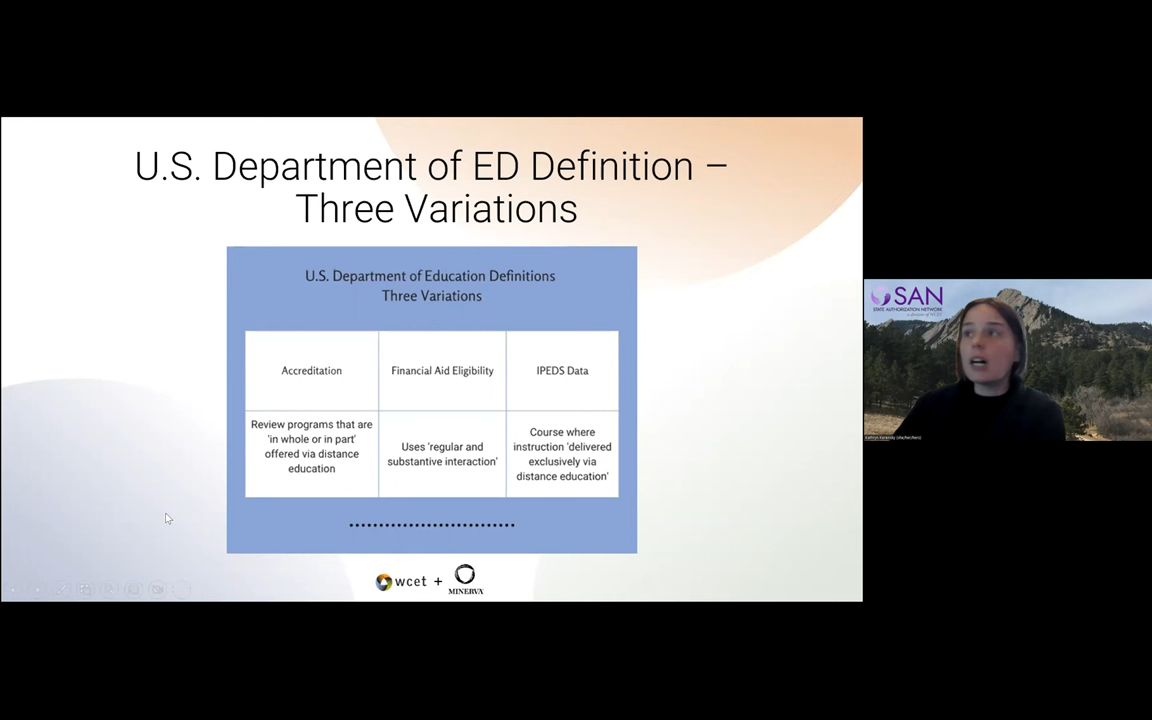 U.S. Department of ED Definition –
Three Variations
U.S. Department of Education Definitions
Three Variations
Accreditation
Financial Aid Eligibility
IPEDS Data
Review programs that are
'in whole or in part'
offered via distance
education
Uses 'regular and
substantive interaction'
Course where
instruction 'delivered
exclusively via
distance education'
wcet + MINERVA
SAN
STATE AUTHORIZATION NETWORK